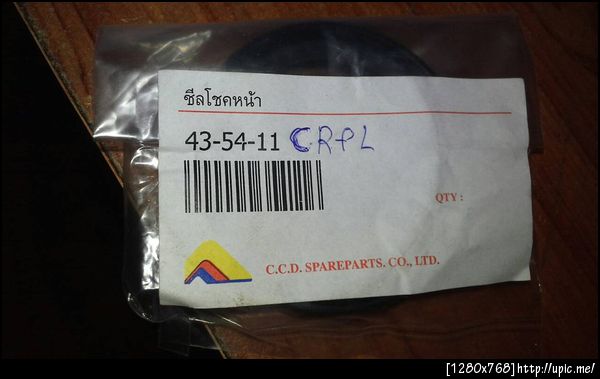 ซีลโชคหน้า
43-54-11 CRPL
QTY :
C.C.D. SPAREPARTS. CO., LTD.
[1280x768]http://upic.me/